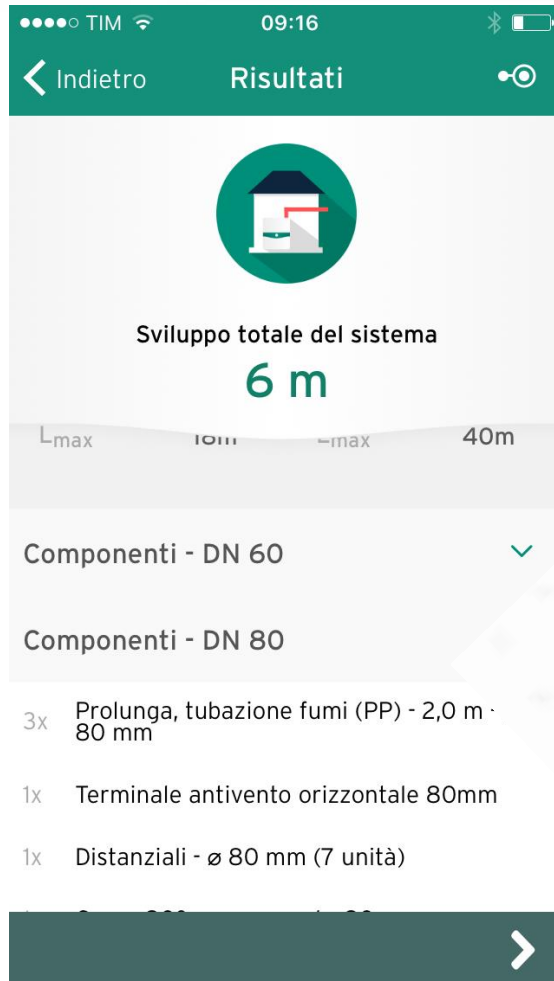 TIM 09:16
Indietro Risultati
Sviluppo totale del sistema
6 m
Lmax 18m Lmax 40m
Componenti - DN 60
Componenti - DN 80
3x Prolunga, tubazione fumi (PP) - 2,0 m -
80 mm
1x Terminale antivento orizzontale 80mm
1x Distanziali - ø 80 mm (7 unità)